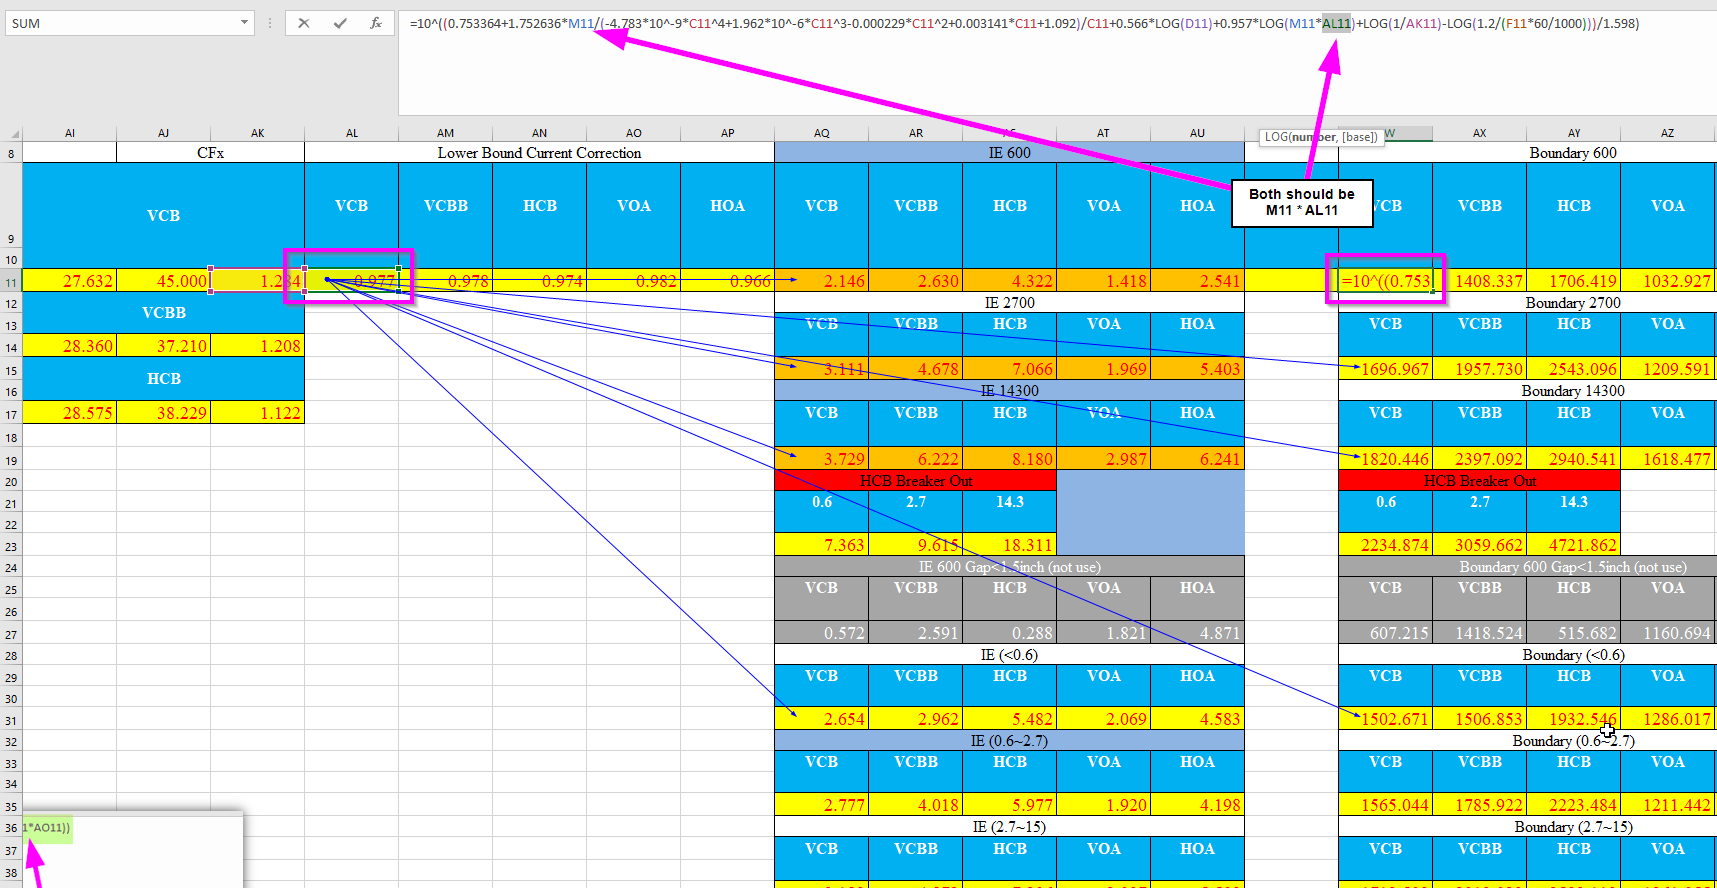 SUM fx =10^((0.753364+1.752636*M11/(-4.783*10^-9*C11^4+1.962*10^-6*C11^3-0.000229*C11^2+0.003141*C11+1.092)/C11+0.566*LOG(D11)+0.957*LOG(M11*AL11)+LOG(1/AK11)-LOG(1.2/(F11*60/1000)))/1.598)
LOG(number, [base])
AI AJ AK AL AM AN AO AP AQ AR AS AT AU W AX AY AZ
8 CFx Lower Bound Current Correction IE 600 Boundary 600
Both should be
M11 * AL11
9 VCB VCB VCBB HCB VOA HOA VCB VCBB HCB VOA HOA VCB VCBB HCB VOA
10
11 27.632 45.000 1.284 0.977 0.978 0.974 0.982 0.966 2.146 2.630 4.322 1.418 2.541 =10^((0.753 1408.337 1706.419 1032.927
12 VCBB IE 2700 Boundary 2700
13 VCB VCBB HCB VOA HOA VCB VCBB HCB VOA
14 28.360 37.210 1.208
15 HCB 3.111 4.678 7.066 1.969 5.403 1696.967 1957.730 2543.096 1209.591
16 IE 14300 Boundary 14300
17 28.575 38.229 1.122 VCB VCBB HCB VOA HOA VCB VCBB HCB VOA
18
19 3.729 6.222 8.180 2.987 6.241 1820.446 2397.092 2940.541 1618.477
20 HCB Breaker Out HCB Breaker Out
21 0.6 2.7 14.3 0.6 2.7 14.3
22
23 7.363 9.615 18.311 2234.874 3059.662 4721.862
24 IE 600 Gap<1.5inch (not use) Boundary 600 Gap<1.5inch (not use)
25 VCB VCBB HCB VOA HOA VCB VCBB HCB VOA
26
27 0.572 2.591 0.288 1.821 4.871 607.215 1418.524 515.682 1160.694
28 IE (<0.6) Boundary (<0.6)
29 VCB VCBB HCB VOA HOA VCB VCBB HCB VOA
30
31 2.654 2.962 5.482 2.069 4.583 1502.671 1506.853 1932.546 1286.017
32 IE (0.6~2.7) Boundary (0.6~2.7)
33 VCB VCBB HCB VOA HOA VCB VCBB HCB VOA
34
35 2.777 4.018 5.977 1.920 4.198 1565.044 1785.922 2223.484 1211.442
36 1*AO11)) IE (2.7~15) Boundary (2.7~15)
37 VCB VCBB HCB VOA HOA VCB VCBB HCB VOA
38